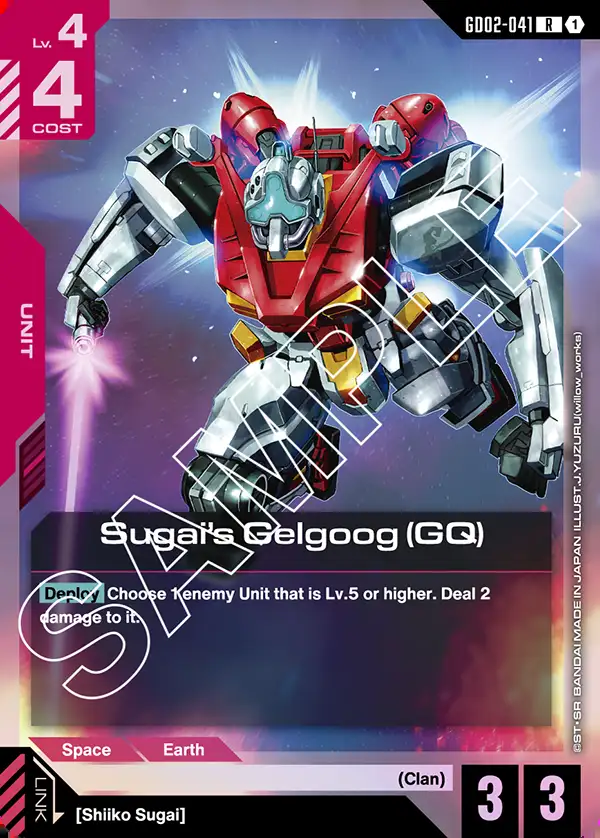 GD02-041 R 1
Lv. 4
4
COST
UNIT
SAMPLE
Sugai's Gelgoog (GQ)
Deploy Choose 1 enemy Unit that is Lv.5 or higher. Deal 2
damage to it.
Space Earth
(Clan)
LINK
[Shiiko Sugai]
3 3
©ST・SR BANDAI MADE IN JAPAN ILLUST.J.YUZURU(willow_works)